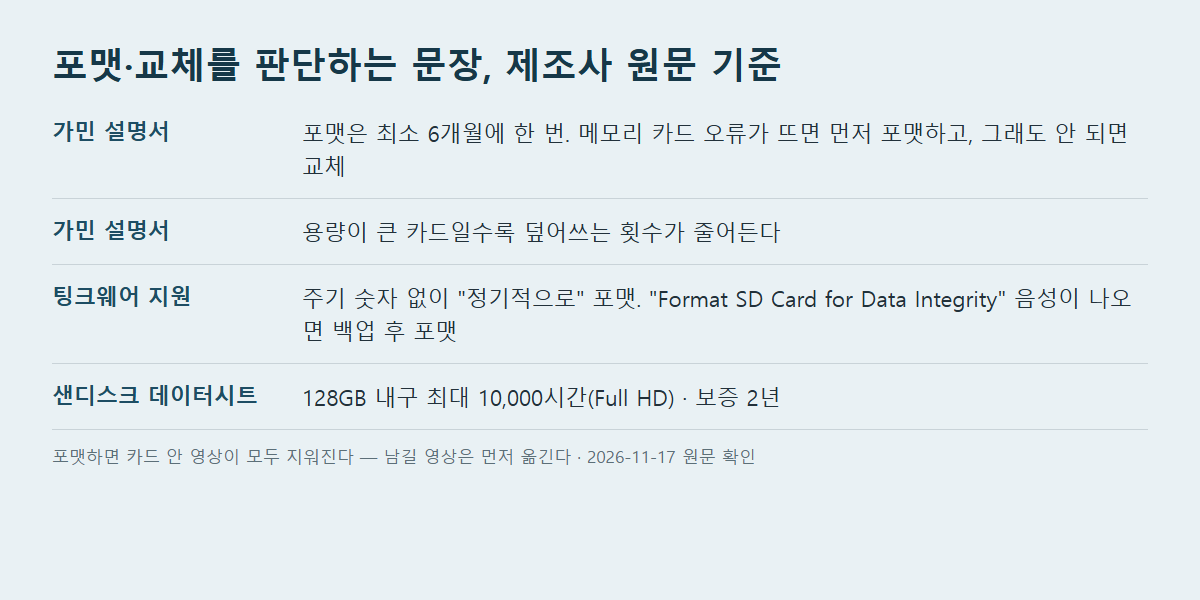 포맷·교체를 판단하는 문장, 제조사 원문 기준
가민 설명서
포맷은 최소 6개월에 한 번. 메모리 카드 오류가 뜨면 먼저 포맷하고, 그래도 안 되면
교체
가민 설명서
용량이 큰 카드일수록 덮어쓰는 횟수가 줄어든다
팅크웨어 지원
주기 숫자 없이 "정기적으로" 포맷. "Format SD Card for Data Integrity" 음성이 나오
면 백업 후 포맷
샌디스크 데이터시트
128GB 내구 최대 10,000시간(Full HD) · 보증 2년
포맷하면 카드 안 영상이 모두 지워진다 — 남길 영상은 먼저 옮긴다 · 2026-11-17 원문 확인